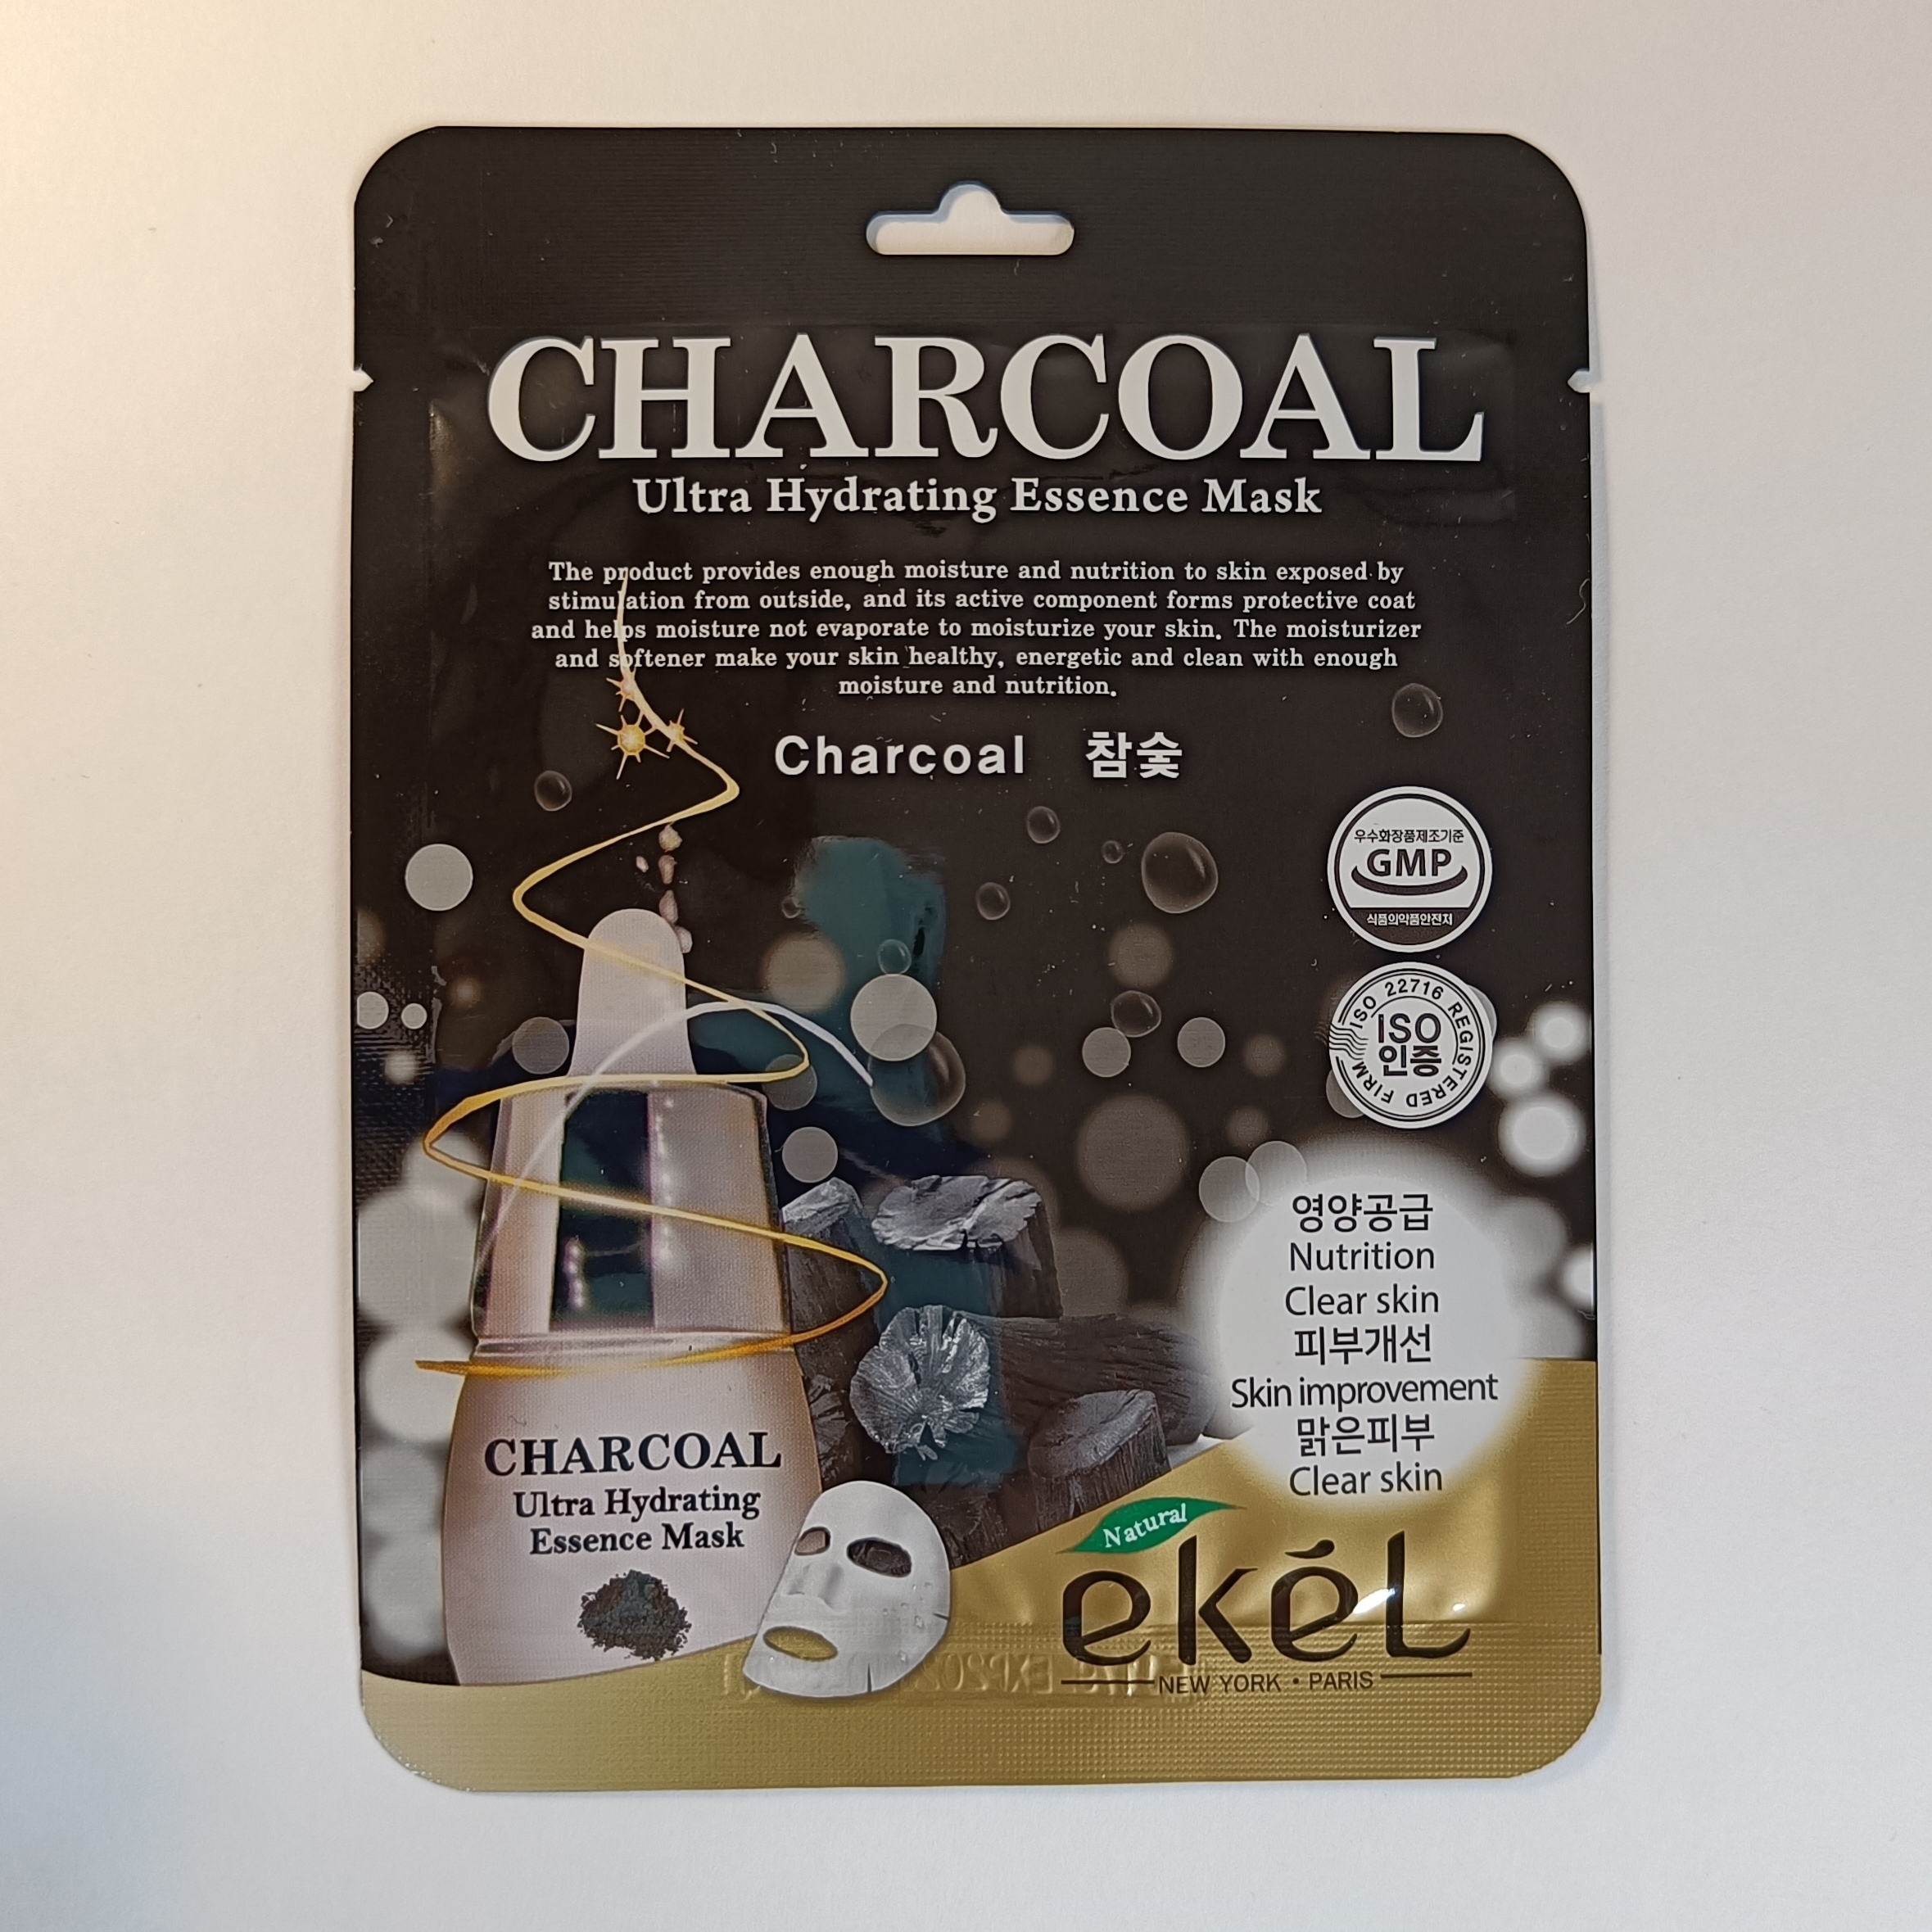 CHARCOAL
Ultra Hydrating Essence Mask
The product provides enough moisture and nutrition to skin exposed by
stimulation from outside, and its active component forms protective coat
and helps moisture not evaporate to moisturize your skin. The moisturizer
and softener make your skin healthy, energetic and clean with enough
moisture and nutrition.
Charcoal 참숯
우수화장품제조기준
GMP
식품의약품안전처
ISO 22716 REGISTERED FIRM
ISO
인증
영양공급
Nutrition
Clear skin
피부개선
Skin improvement
맑은피부
Clear skin
CHARCOAL
Ultra Hydrating
Essence Mask
Natural
ekéL
NEW YORK • PARIS